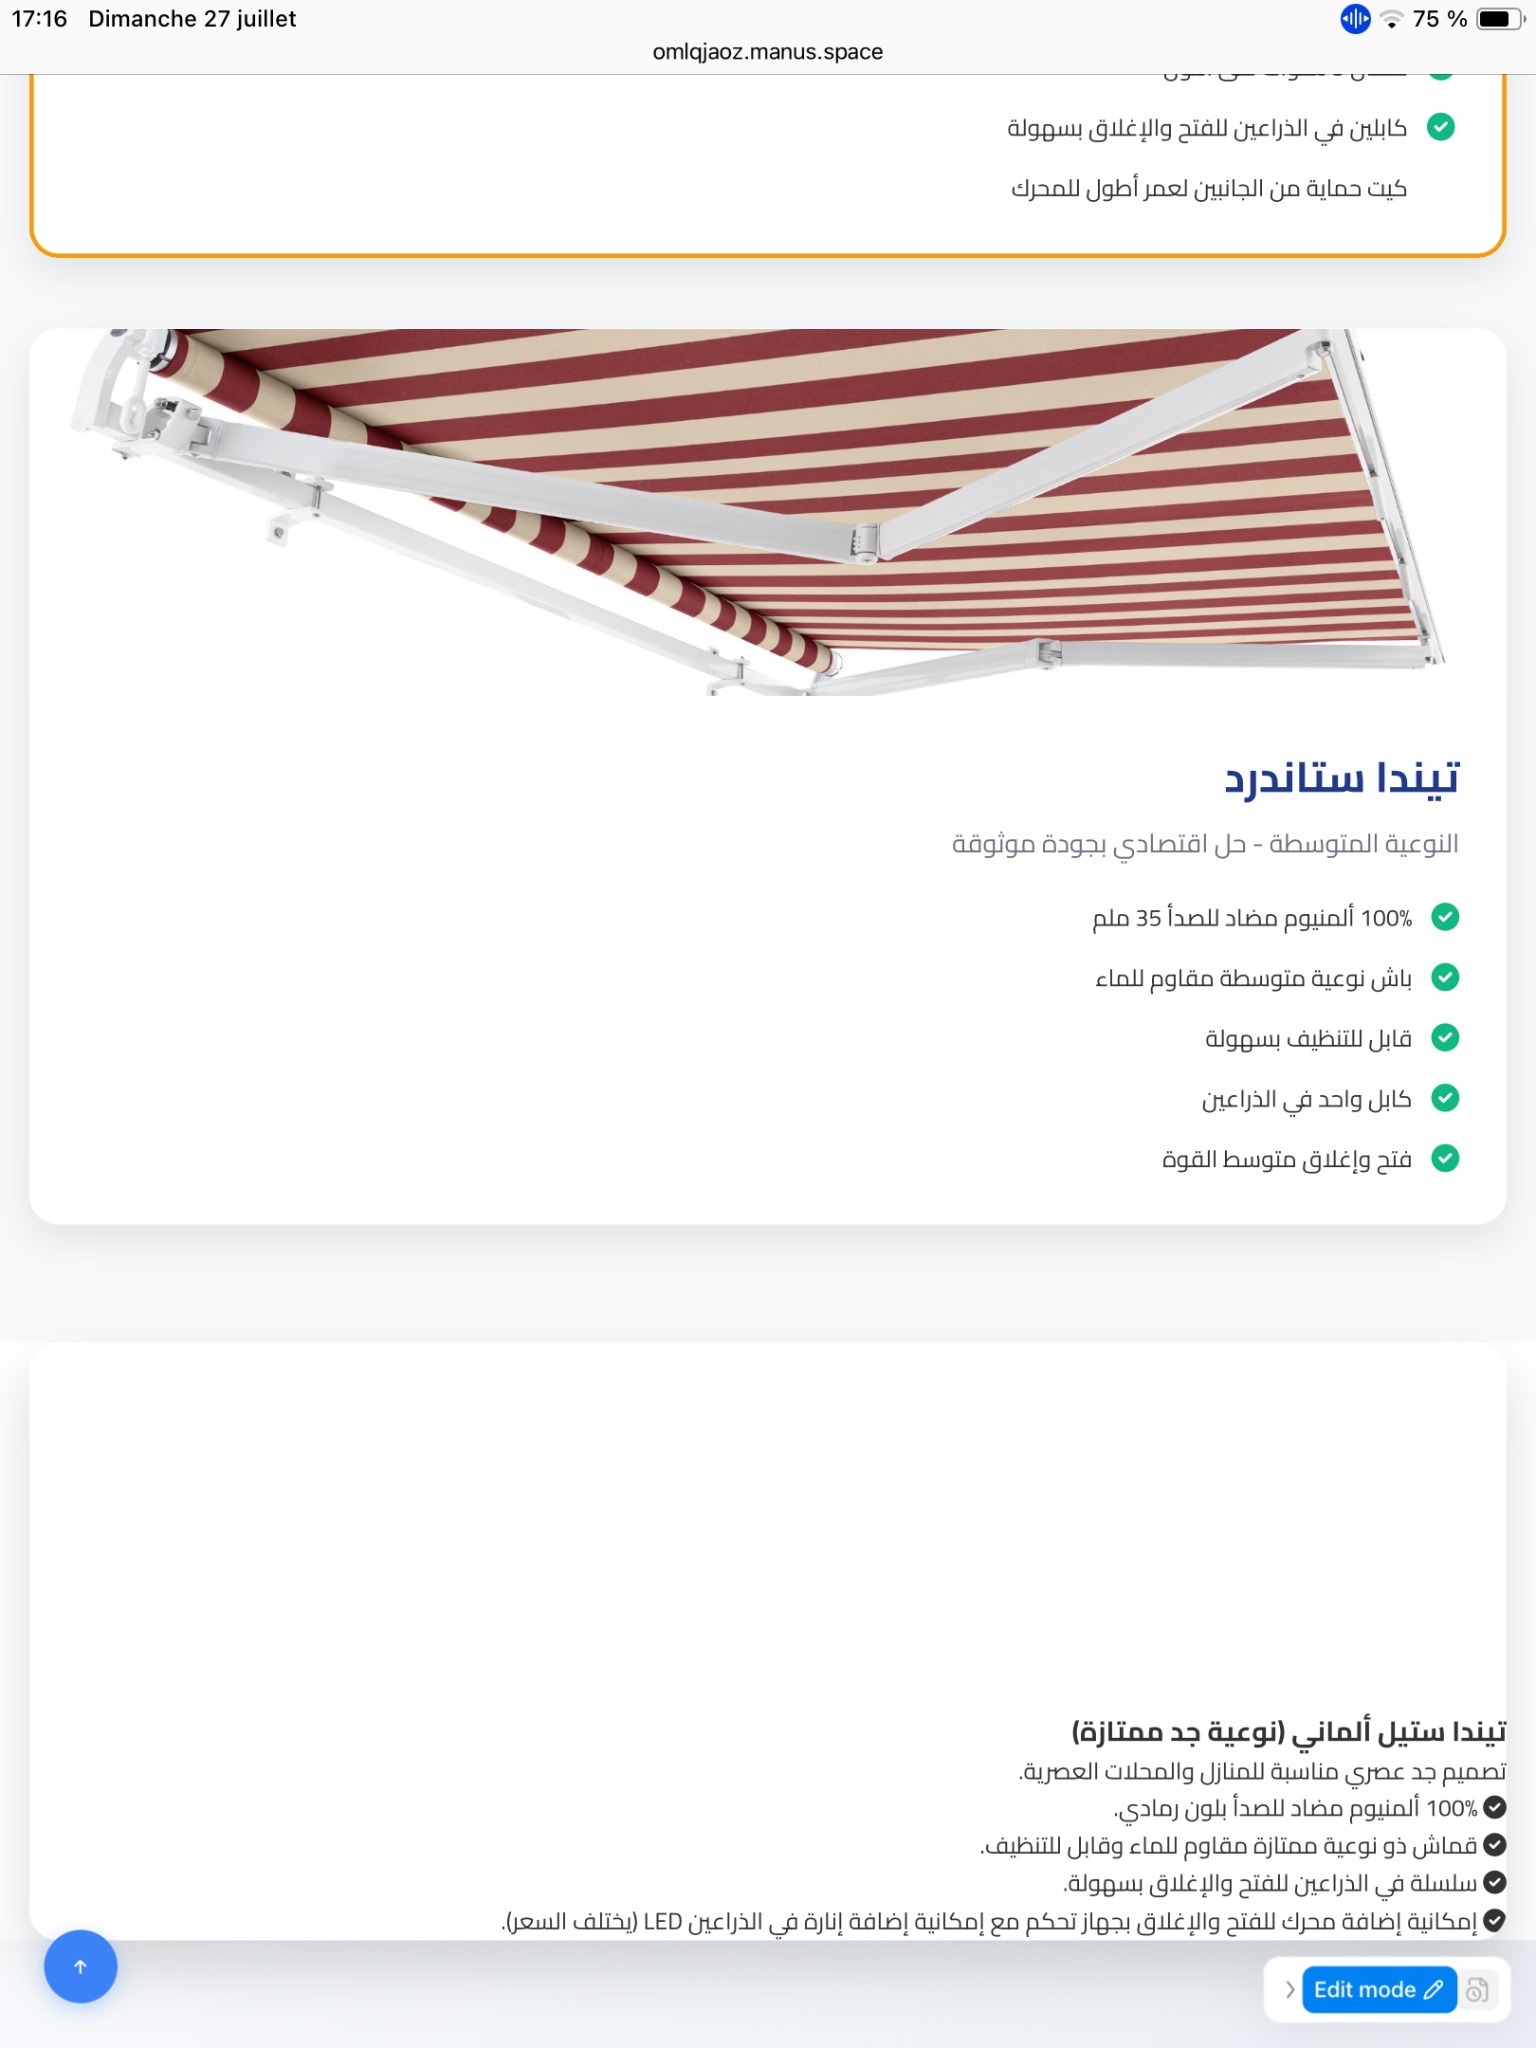 17:16 Dimanche 27 juillet
75 %
omlqjaoz.manus.space
كابلين في الذراعين للفتح والإغلاق بسهولة
كيت حماية من الجانبين لعمر أطول للمحرك
تيندا ستاندرد
النوعية المتوسطة - حل اقتصادي بجودة موثوقة
100% ألمنيوم مضاد للصدأ 35 ملم
باش نوعية متوسطة مقاوم للماء
قابل للتنظيف بسهولة
كابل واحد في الذراعين
فتح وإغلاق متوسط القوة
تيندا ستيل ألماني (نوعية جد ممتازة)
تصميم جد عصري مناسبة للمنازل والمحلات العصرية.
100% ألمنيوم مضاد للصدأ بلون رمادي.
قماش ذو نوعية ممتازة مقاوم للماء وقابل للتنظيف.
سلسلة في الذراعين للفتح والإغلاق بسهولة.
إمكانية إضافة محرك للفتح والإغلاق بجهاز تحكم مع إمكانية إضافة إنارة في الذراعين LED (يختلف السعر).
Edit mode